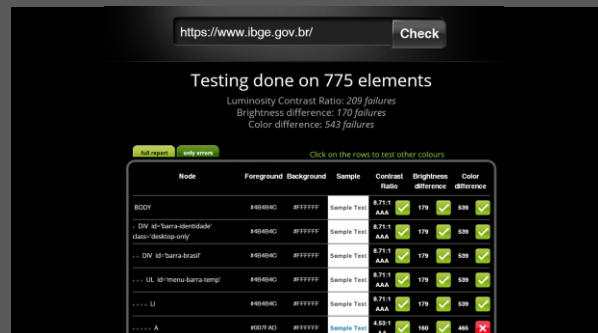 https://www.ibge.gov.br/ Check
Testing done on 775 elements
Luminosity Contrast Ratio: 209 failures
Brightness difference: 170 failures
Color difference: 543 failures
full report only errors Click on the rows to test other colours
Node Foreground Background Sample Contrast Ratio Brightness difference Color difference
BODY #4B4B4C #FFFFFF Sample Text 8.71:1 AAA 179 539
- DIV id='barra-identidade' class='desktop-only' #4B4B4C #FFFFFF Sample Text 8.71:1 AAA 179 539
- - DIV id='barra-brasil' #4B4B4C #FFFFFF Sample Text 8.71:1 AAA 179 539
- - - UL id='menu-barra-temp' #4B4B4C #FFFFFF Sample Text 8.71:1 AAA 179 539
- - - - LI #4B4B4C #FFFFFF Sample Text 8.71:1 AAA 179 539
- - - - - A #007FAD #FFFFFF Sample Text 4.53:1 AA 160 465